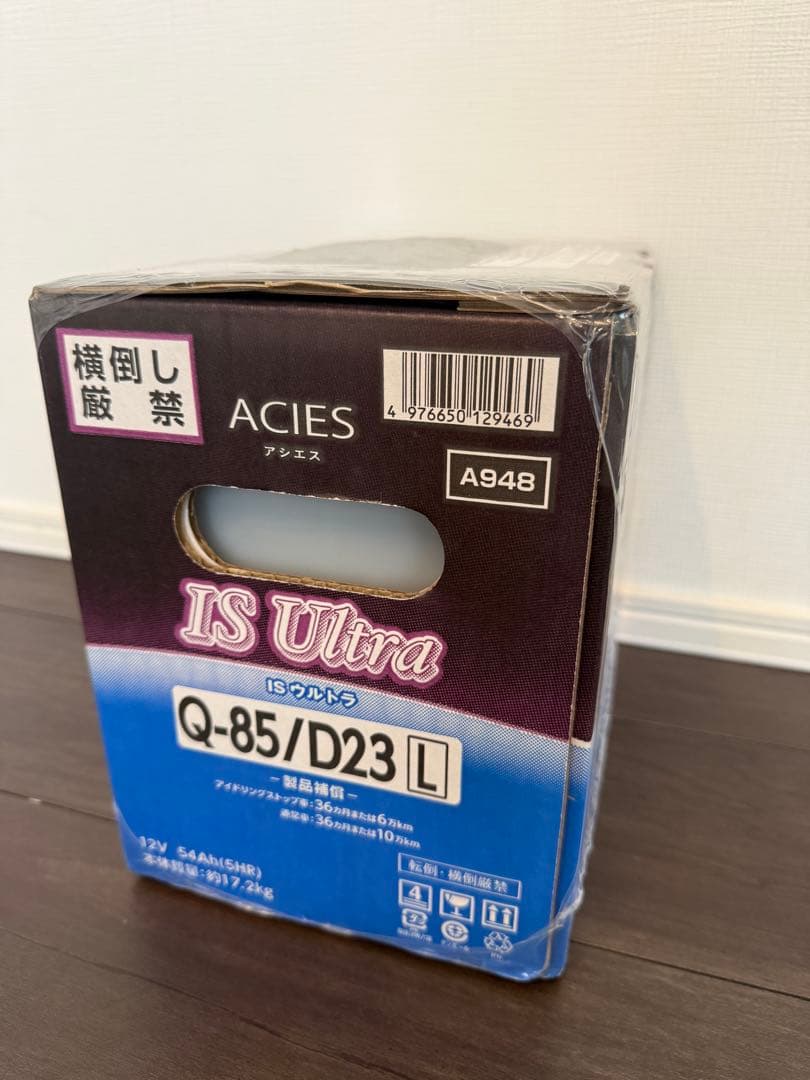 横倒し
厳禁
ACIES
アシエス
4 976650 129469
A948
IS Ultra
ISウルトラ
Q-85/D23 L
-製品補償-
アイドリングストップ車:36カ月または6万km
通常車:36カ月または10万km
12V 54Ah(5HR)
本体質量:約17.2kg
転倒・横倒厳禁
4